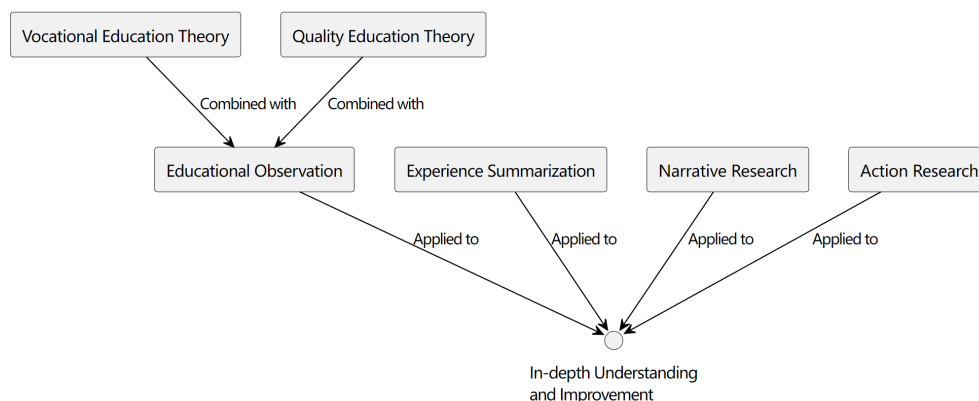 Vocational Education Theory
Quality Education Theory
Combined with
Combined with
Educational Observation
Experience Summarization
Narrative Research
Action Research
Applied to
Applied to
Applied to
Applied to
In-depth Understanding
and Improvement